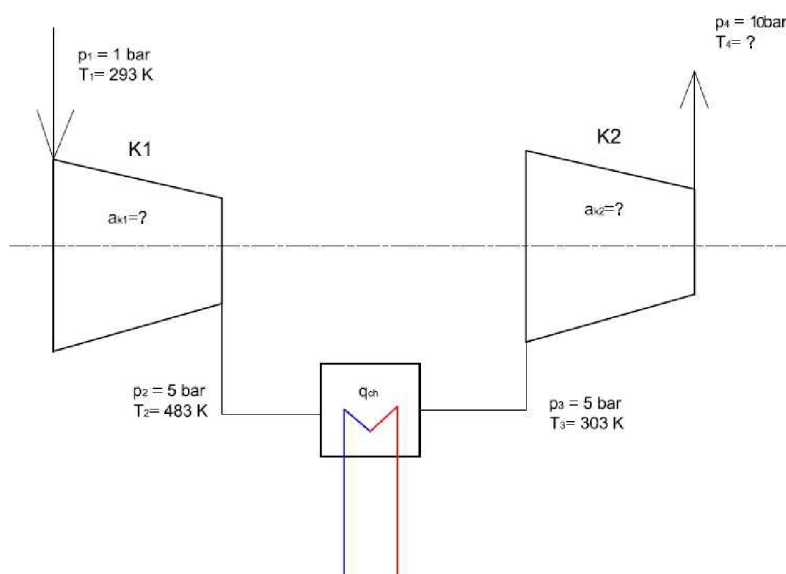 p₁ = 1 bar
T₁= 293 K
K1
aₖ₁=?
p₂ = 5 bar
T₂= 483 K
q_ch
p₃ = 5 bar
T₃= 303 K
K2
aₖ₂=?
p₄ = 10bar
T₄= ?